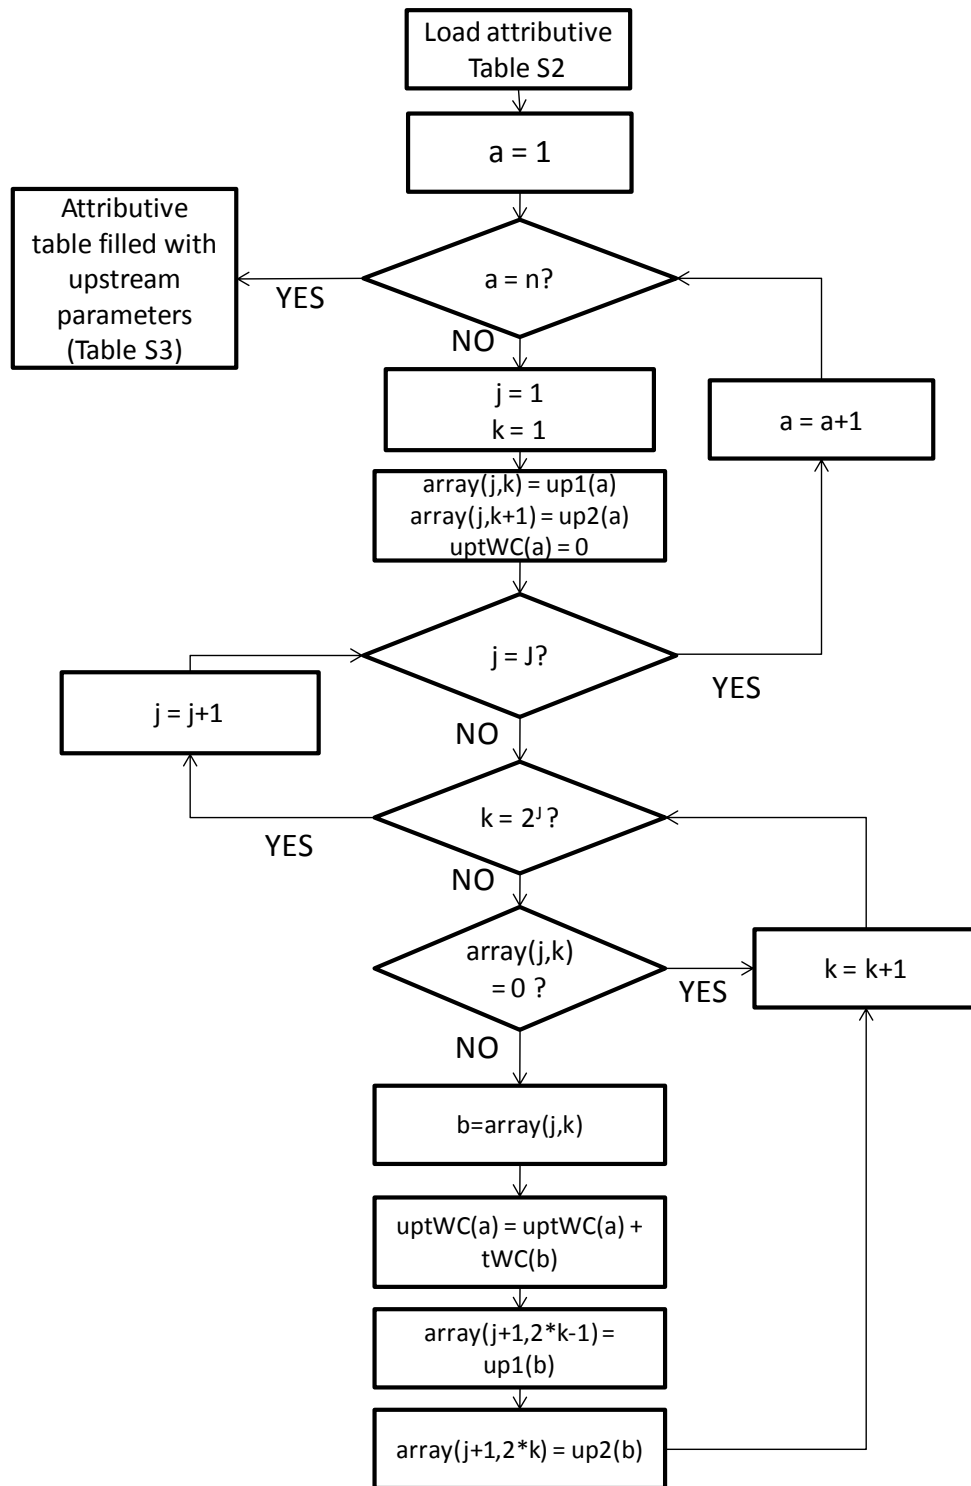 Load attributive
Table S2
a = 1
Attributive
table filled with
upstream
parameters
(Table S3)
a = n?
YES
NO
j = 1
k = 1
a = a+1
array(j,k) = up1(a)
array(j,k+1) = up2(a)
uptWC(a) = 0
j = J?
YES
j = j+1
NO
k = 2ᴶ ?
YES
NO
array(j,k)
= 0 ?
YES
k = k+1
NO
b=array(j,k)
uptWC(a) = uptWC(a) +
tWC(b)
array(j+1,2*k-1) =
up1(b)
array(j+1,2*k) = up2(b)